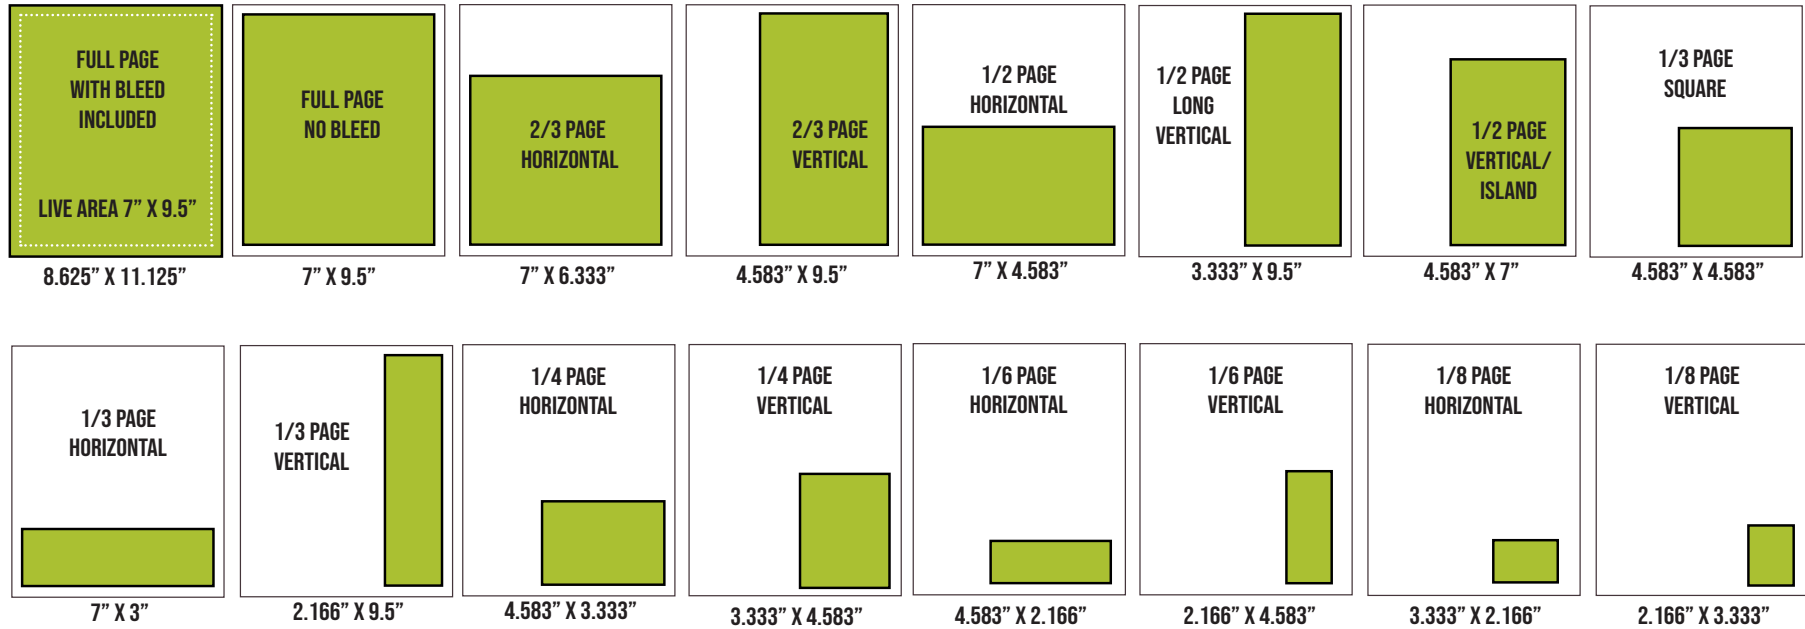 FULL PAGE
WITH BLEED
INCLUDED
LIVE AREA 7” X 9.5”
8.625” X 11.125”
FULL PAGE
NO BLEED
7” X 9.5”
2/3 PAGE
HORIZONTAL
7” X 6.333”
2/3 PAGE
VERTICAL
4.583” X 9.5”
1/2 PAGE
HORIZONTAL
7” X 4.583”
1/2 PAGE
LONG
VERTICAL
3.333” X 9.5”
1/2 PAGE
VERTICAL/
ISLAND
4.583” X 7”
1/3 PAGE
SQUARE
4.583” X 4.583”
1/3 PAGE
HORIZONTAL
7” X 3”
1/3 PAGE
VERTICAL
2.166” X 9.5”
1/4 PAGE
HORIZONTAL
4.583” X 3.333”
1/4 PAGE
VERTICAL
3.333” X 4.583”
1/6 PAGE
HORIZONTAL
4.583” X 2.166”
1/6 PAGE
VERTICAL
2.166” X 4.583”
1/8 PAGE
HORIZONTAL
3.333” X 2.166”
1/8 PAGE
VERTICAL
2.166” X 3.333”